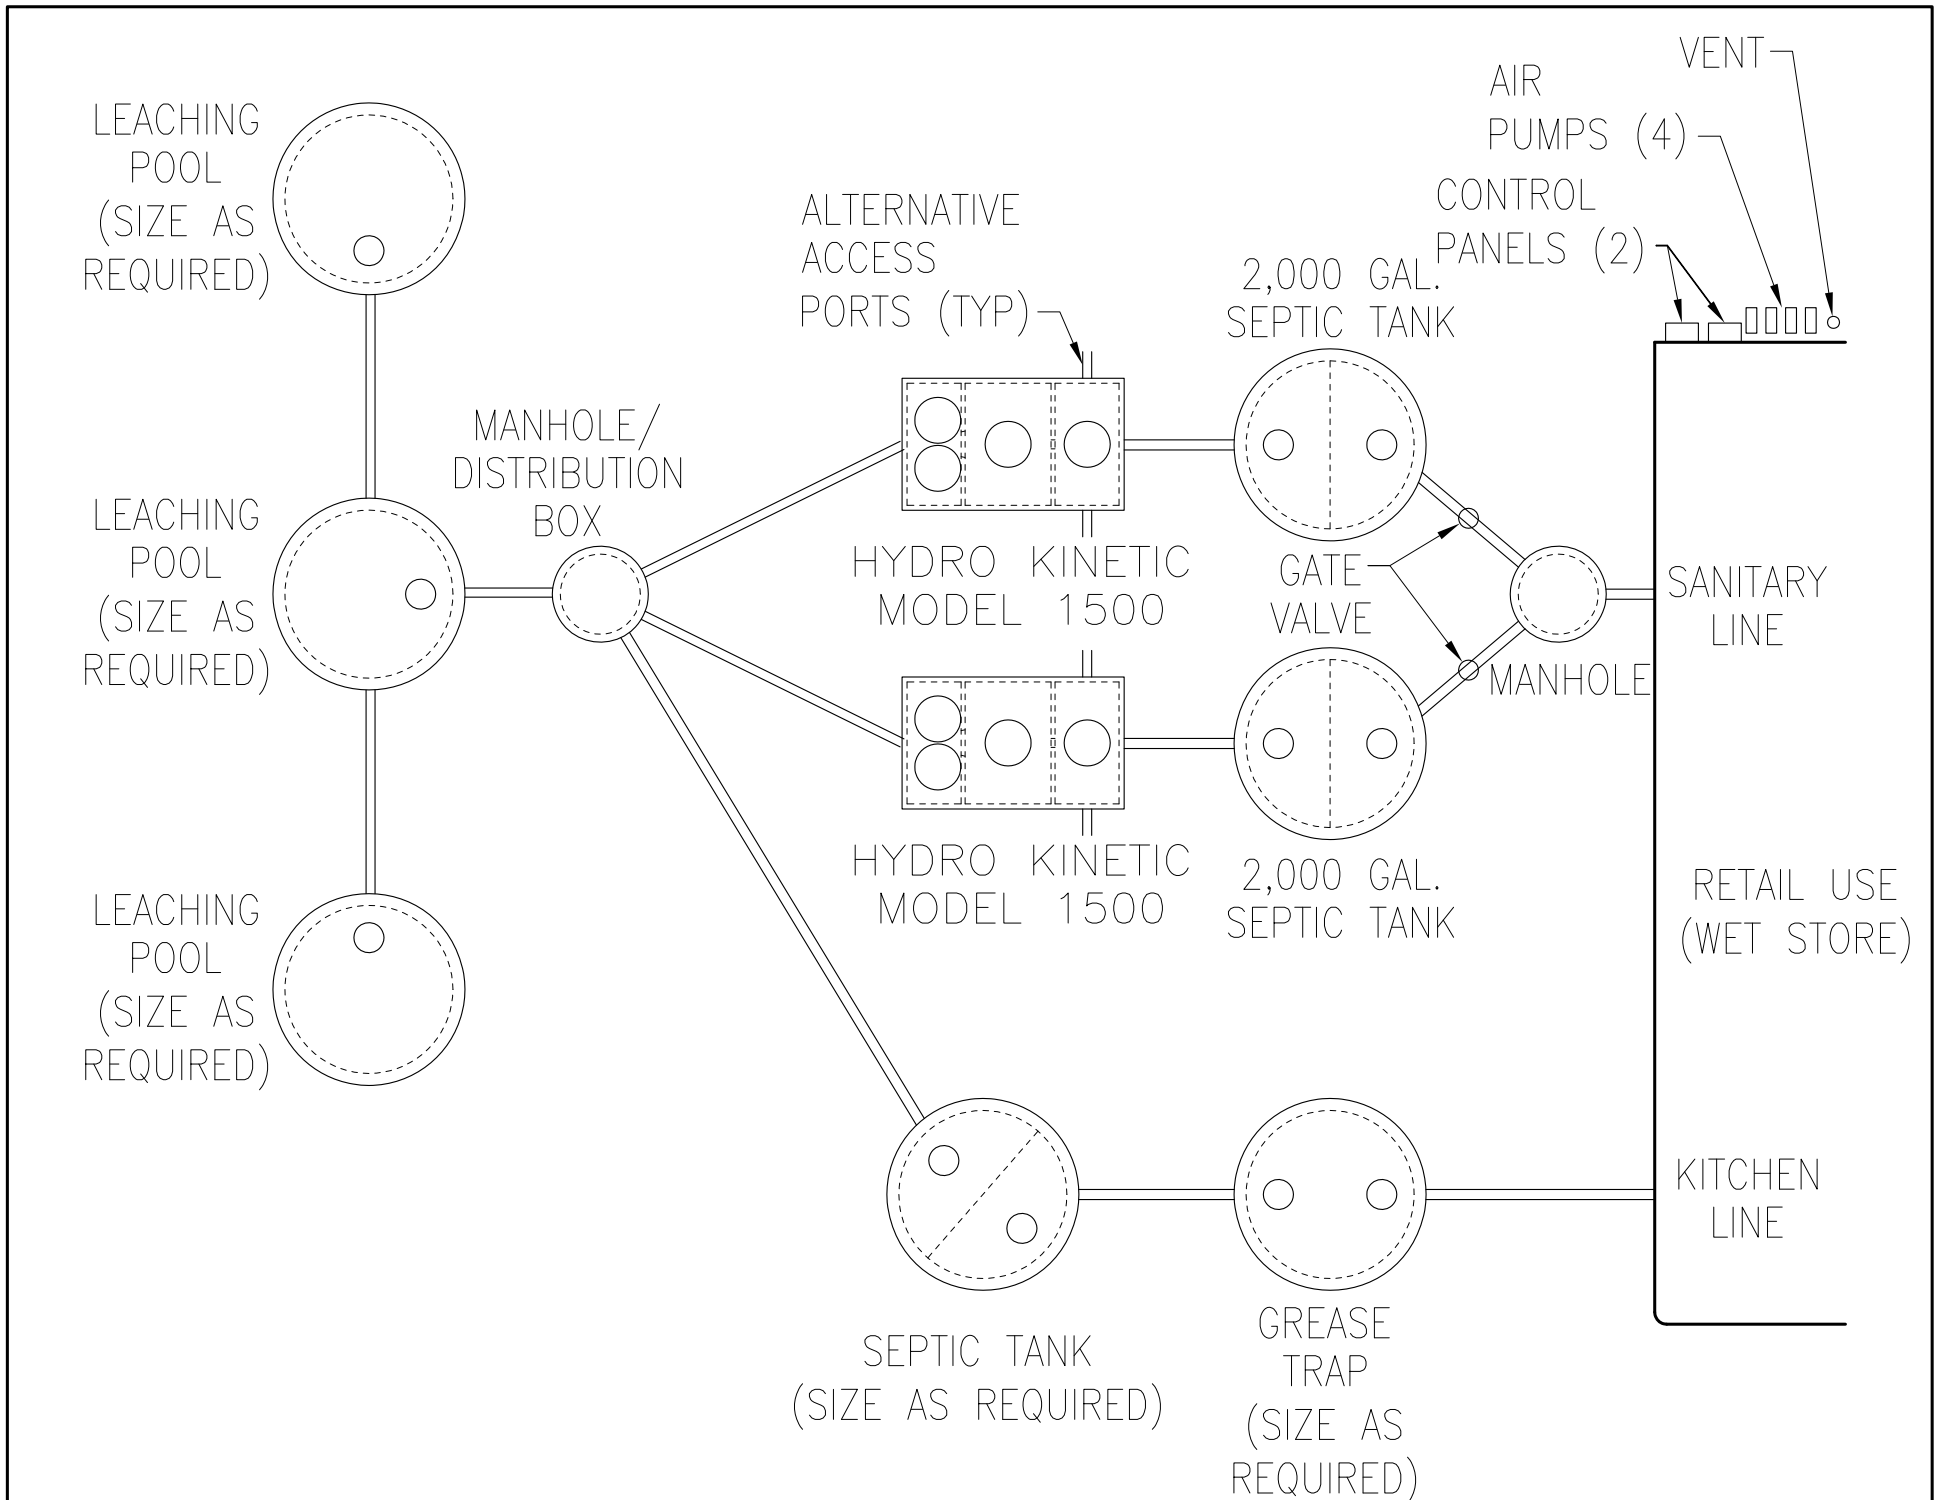 VENT
AIR
PUMPS (4)
CONTROL
PANELS (2)
LEACHING
POOL
(SIZE AS
REQUIRED)
ALTERNATIVE
ACCESS
PORTS (TYP)
2,000 GAL.
SEPTIC TANK
MANHOLE/
DISTRIBUTION
BOX
LEACHING
POOL
(SIZE AS
REQUIRED)
HYDRO KINETIC
MODEL 1500
GATE
VALVE
SANITARY
LINE
MANHOLE
HYDRO KINETIC
MODEL 1500
2,000 GAL.
SEPTIC TANK
RETAIL USE
(WET STORE)
LEACHING
POOL
(SIZE AS
REQUIRED)
KITCHEN
LINE
SEPTIC TANK
(SIZE AS REQUIRED)
GREASE
TRAP
(SIZE AS
REQUIRED)